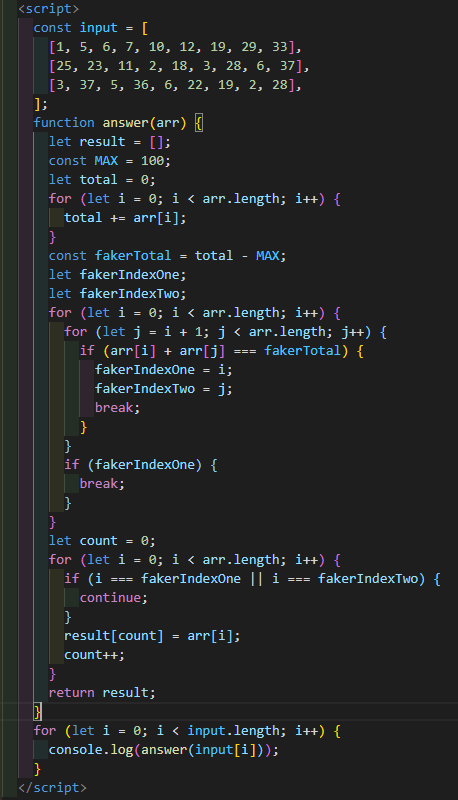 <script>
const input = [
[1, 5, 6, 7, 10, 12, 19, 29, 33],
[25, 23, 11, 2, 18, 3, 28, 6, 37],
[3, 37, 5, 36, 6, 22, 19, 2, 28],
];
function answer(arr) {
let result = [];
const MAX = 100;
let total = 0;
for (let i = 0; i < arr.length; i++) {
total += arr[i];
}
const fakerTotal = total - MAX;
let fakerIndexOne;
let fakerIndexTwo;
for (let i = 0; i < arr.length; i++) {
for (let j = i + 1; j < arr.length; j++) {
if (arr[i] + arr[j] === fakerTotal) {
fakerIndexOne = i;
fakerIndexTwo = j;
break;
}
}
if (fakerIndexOne) {
break;
}
}
let count = 0;
for (let i = 0; i < arr.length; i++) {
if (i === fakerIndexOne || i === fakerIndexTwo) {
continue;
}
result[count] = arr[i];
count++;
}
return result;
}
for (let i = 0; i < input.length; i++) {
console.log(answer(input[i]));
}
</script>